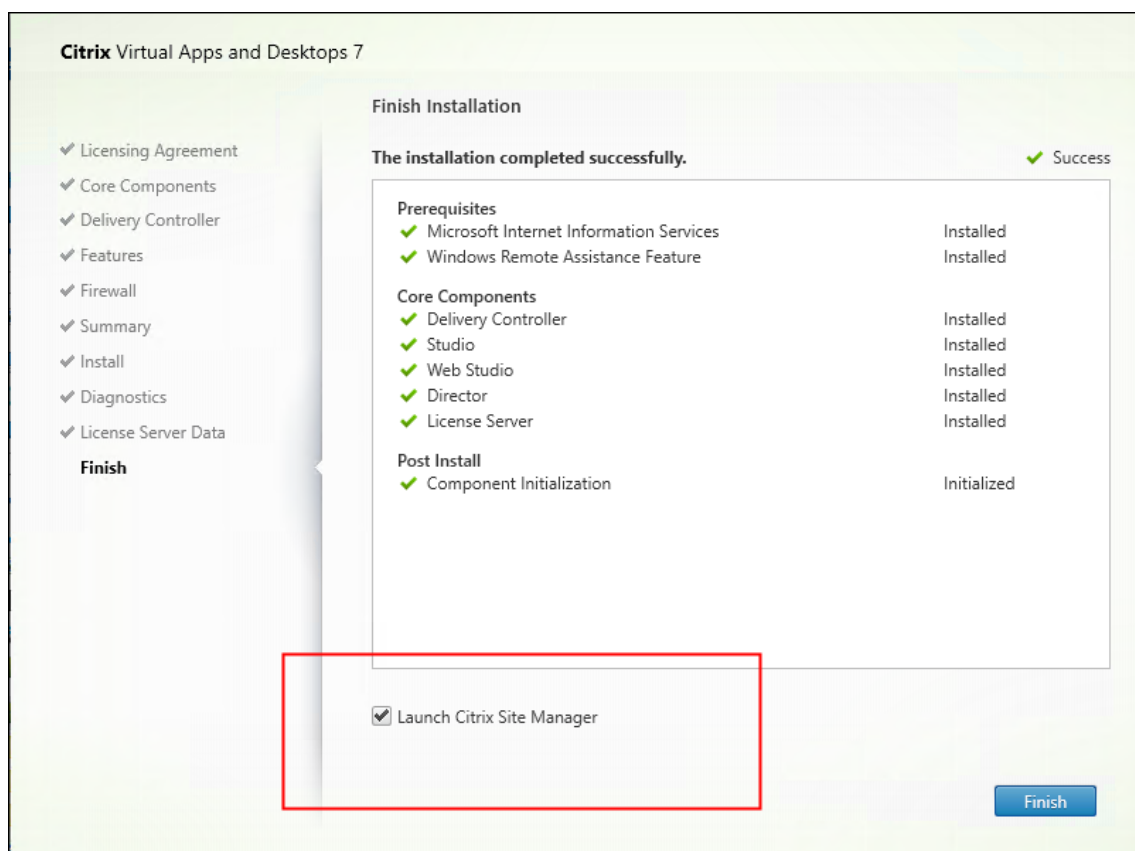 Citrix Virtual Apps and Desktops 7
Licensing Agreement
Core Components
Delivery Controller
Features
Firewall
Summary
Install
Diagnostics
License Server Data
Finish
Finish Installation
The installation completed successfully. Success
Prerequisites
Microsoft Internet Information Services Installed
Windows Remote Assistance Feature Installed
Core Components
Delivery Controller Installed
Studio Installed
Web Studio Installed
Director Installed
License Server Installed
Post Install
Component Initialization Initialized
Launch Citrix Site Manager
Finish